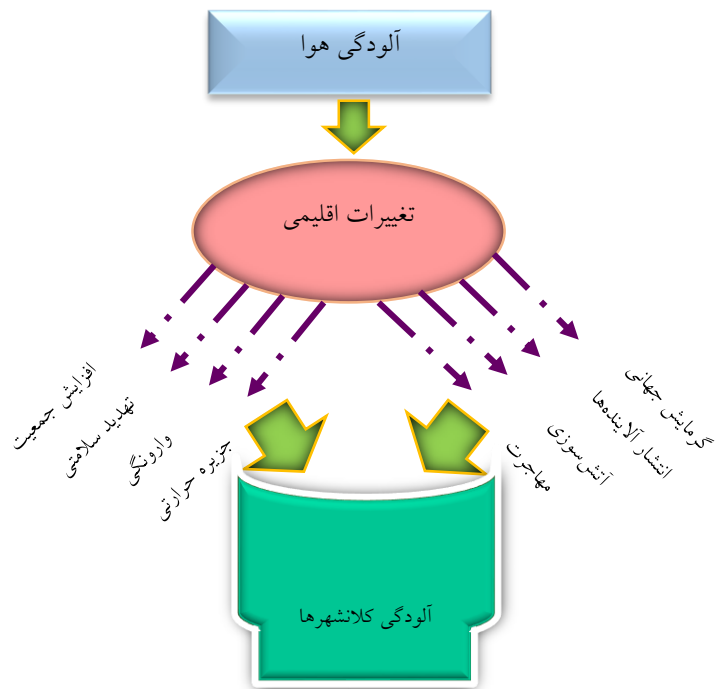 آلودگی هوا
تغییرات اقلیمی
گرمایش جهانی
انتشار آلاینده‌ها
آتش سوزی
مهاجرت
جزیره حرارتی
وارونگی
تهدید سلامتی
افزایش جمعیت
آلودگی کلانشهرها